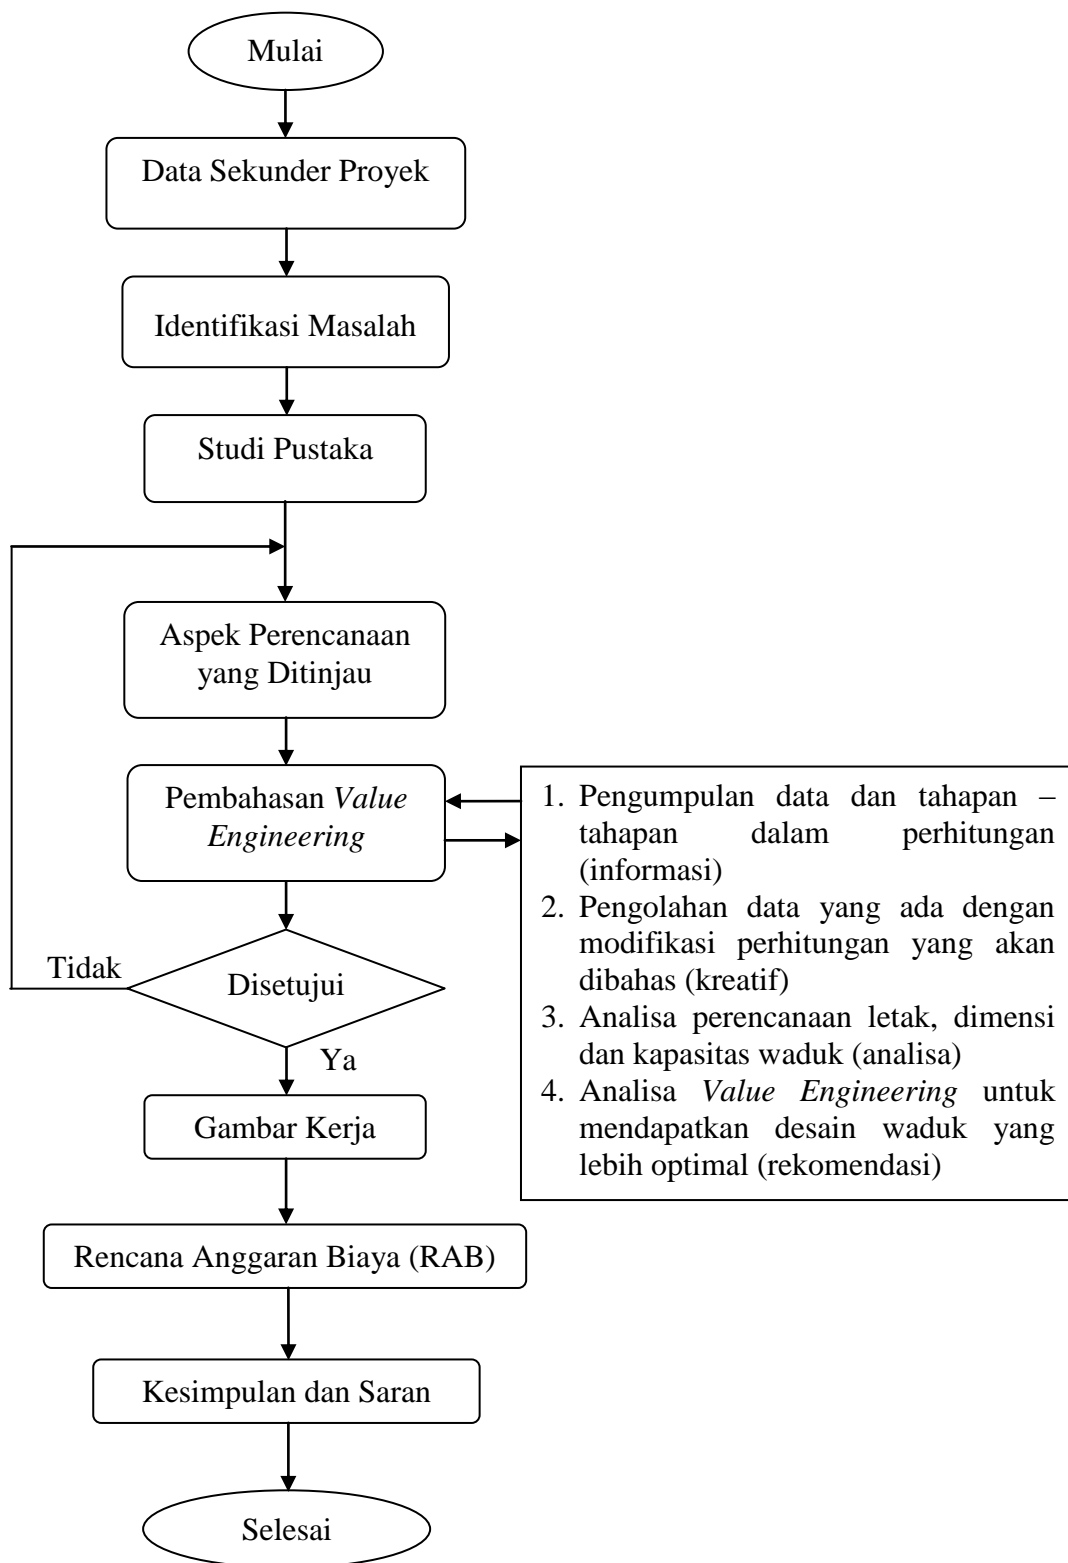 Mulai
Data Sekunder Proyek
Identifikasi Masalah
Studi Pustaka
Aspek Perencanaan
yang Ditinjau
Pembahasan Value
Engineering
1. Pengumpulan data dan tahapan –
tahapan dalam perhitungan
(informasi)
2. Pengolahan data yang ada dengan
modifikasi perhitungan yang akan
dibahas (kreatif)
3. Analisa perencanaan letak, dimensi
dan kapasitas waduk (analisa)
4. Analisa Value Engineering untuk
mendapatkan desain waduk yang
lebih optimal (rekomendasi)
Tidak
Disetujui
Ya
Gambar Kerja
Rencana Anggaran Biaya (RAB)
Kesimpulan dan Saran
Selesai